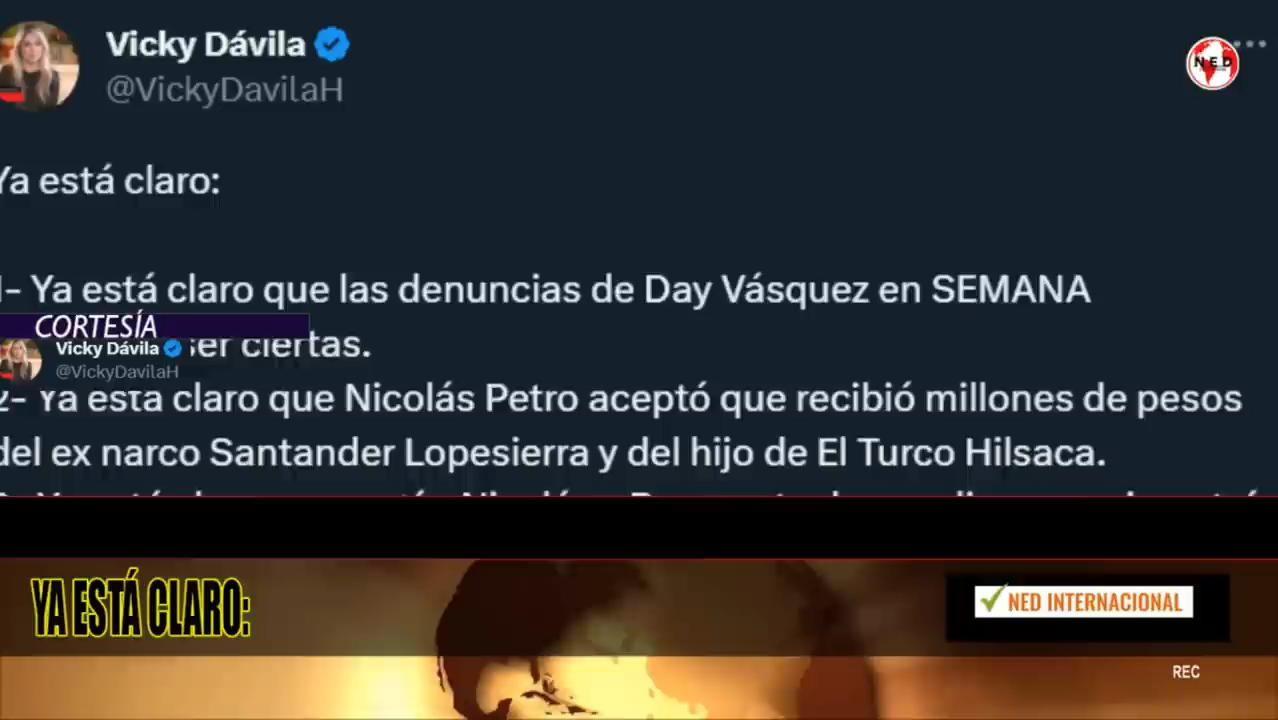 Vicky Dávila
@VickyDavilaH
NED
Ya está claro:
1- Ya está claro que las denuncias de Day Vásquez en SEMANA
CORTESÍA
ser ciertas.
Vicky Dávila
@VickyDavilaH
2- Ya está claro que Nicolás Petro aceptó que recibió millones de pesos
del ex narco Santander Lopesierra y del hijo de El Turco Hilsaca.
YA ESTÁ CLARO:
NED INTERNACIONAL
REC